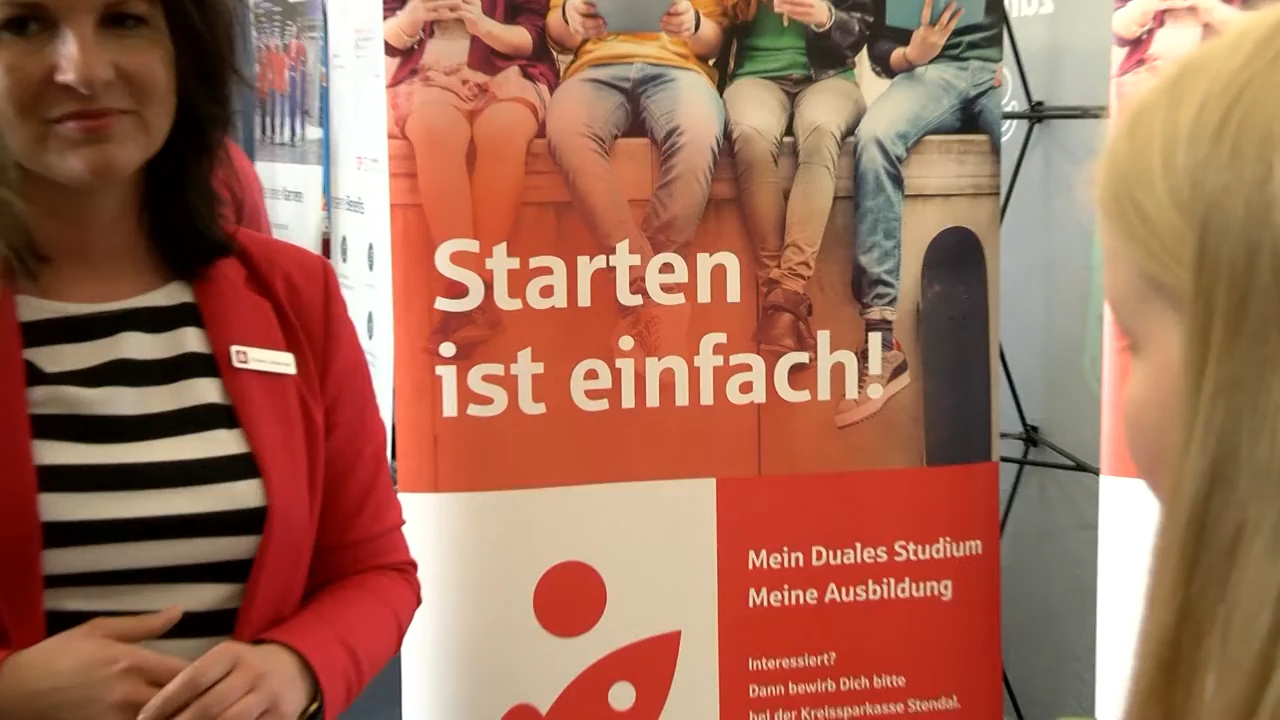 Starten
ist einfach!
Mein Duales Studium
Meine Ausbildung
Interessiert?
Dann bewirb Dich bitte
bei der Kreissparkasse Stendal.